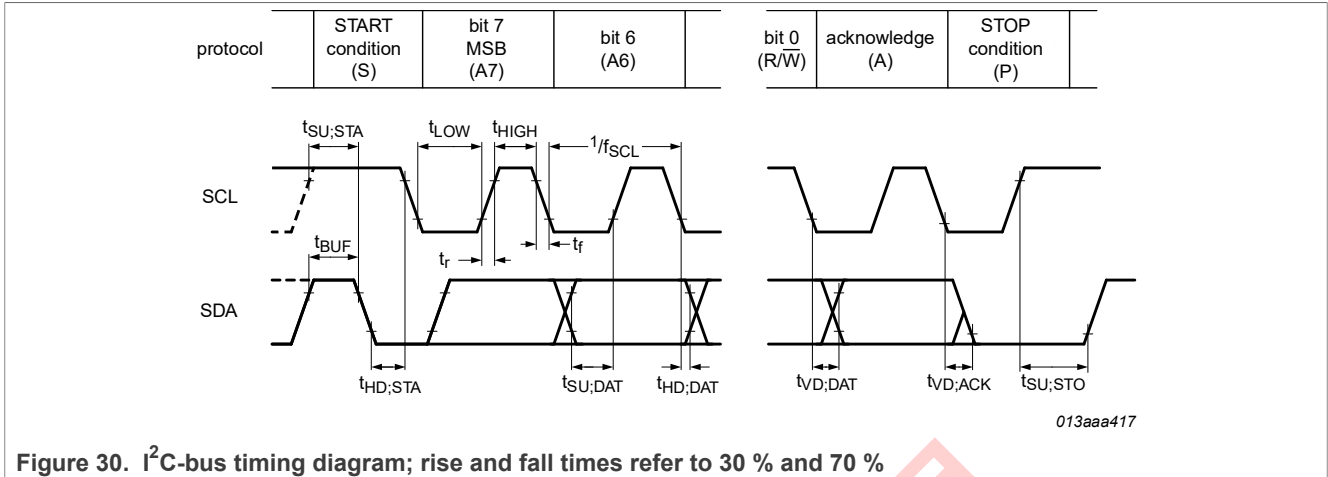 protocol
START
condition
(S)
bit 7
MSB
(A7)
bit 6
(A6)
bit 0
(R/W̅)
acknowledge
(A)
STOP
condition
(P)
tSU;STA
tLOW
tHIGH
1/fSCL
SCL
tBUF
tr
tf
SDA
tHD;STA
tSU;DAT
tHD;DAT
tVD;DAT
tVD;ACK
tSU;STO
013aaa417
Figure 30. I²C-bus timing diagram; rise and fall times refer to 30 % and 70 %